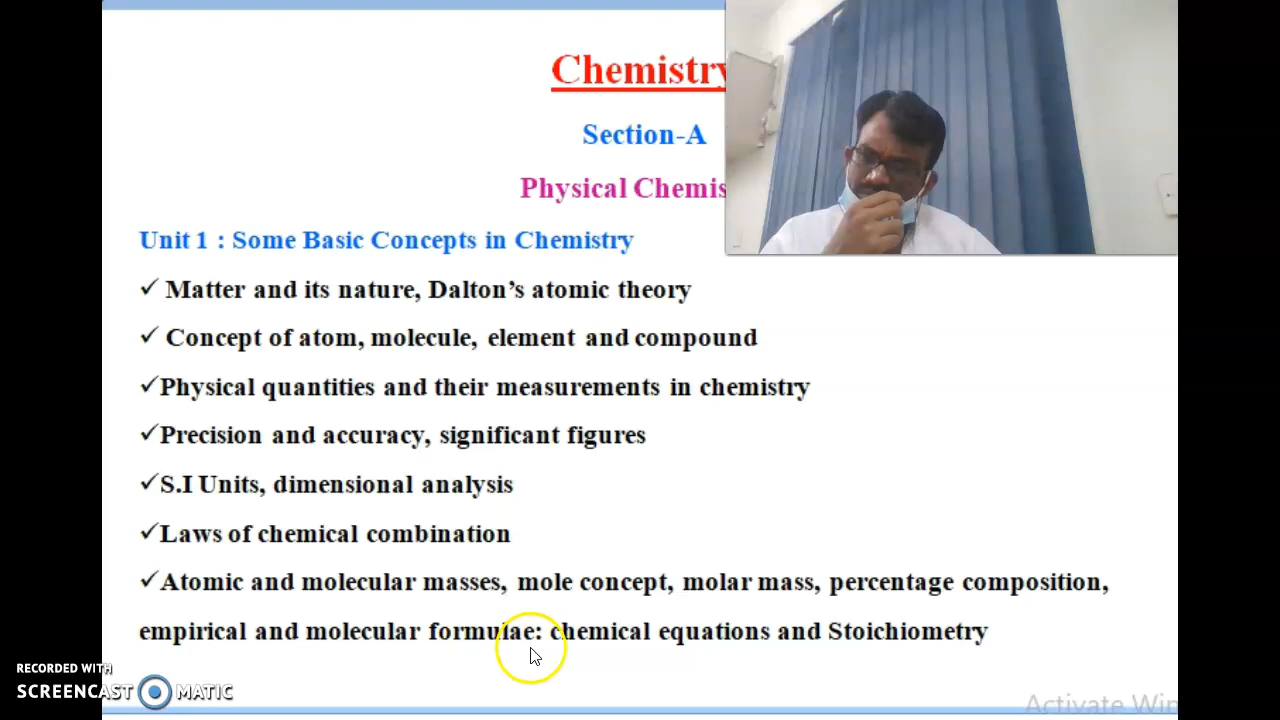 Chemistry
Section-A
Physical Chemis
Unit 1 : Some Basic Concepts in Chemistry
✓ Matter and its nature, Dalton’s atomic theory
✓ Concept of atom, molecule, element and compound
✓Physical quantities and their measurements in chemistry
✓Precision and accuracy, significant figures
✓S.I Units, dimensional analysis
✓Laws of chemical combination
✓Atomic and molecular masses, mole concept, molar mass, percentage composition,
empirical and molecular formulae: chemical equations and Stoichiometry
RECORDED WITH
SCREENCAST MATIC
Activate Win